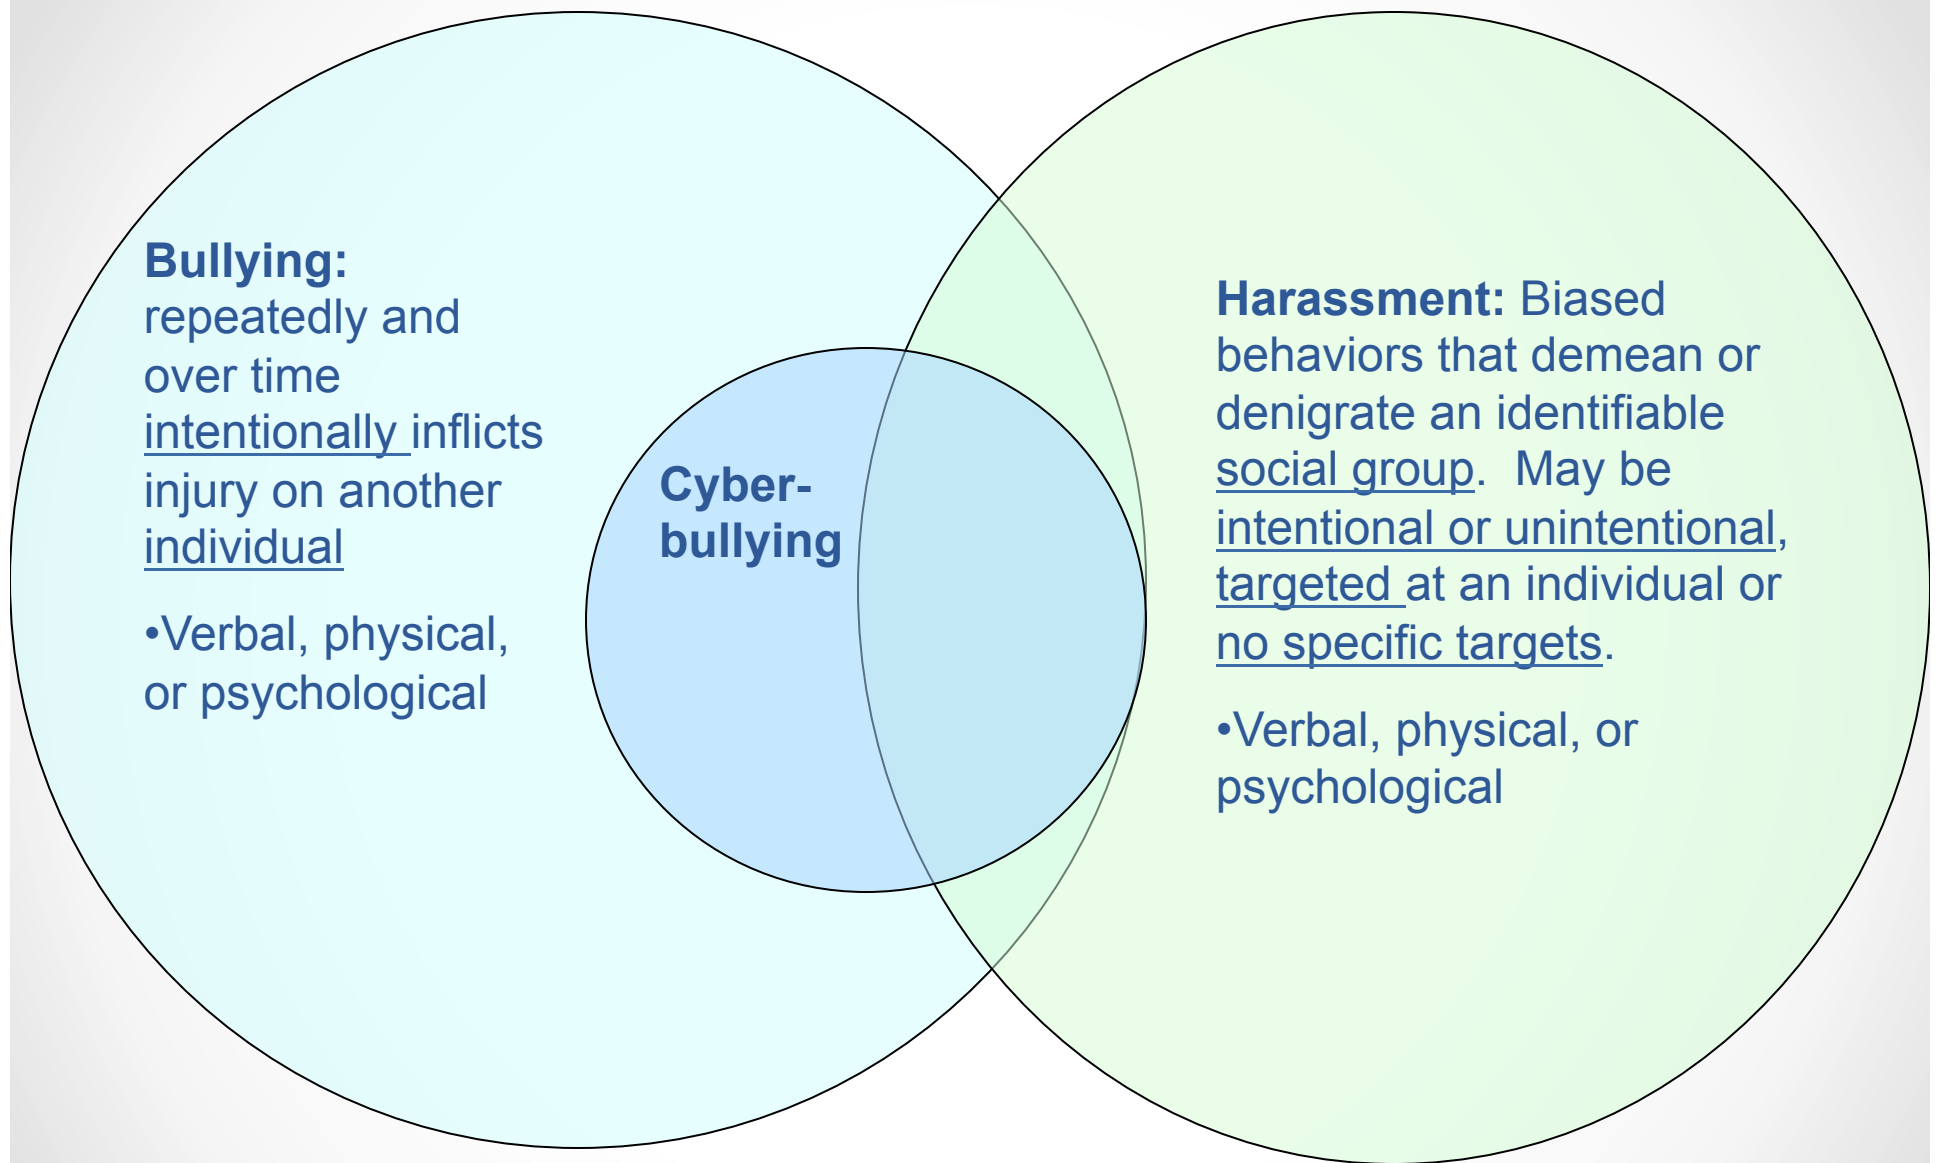 Bullying:
repeatedly and
over time
intentionally inflicts
injury on another
individual
•Verbal, physical,
or psychological
Cyber-
bullying
Harassment: Biased
behaviors that demean or
denigrate an identifiable
social group.  May be
intentional or unintentional,
targeted at an individual or
no specific targets.
•Verbal, physical, or
psychological